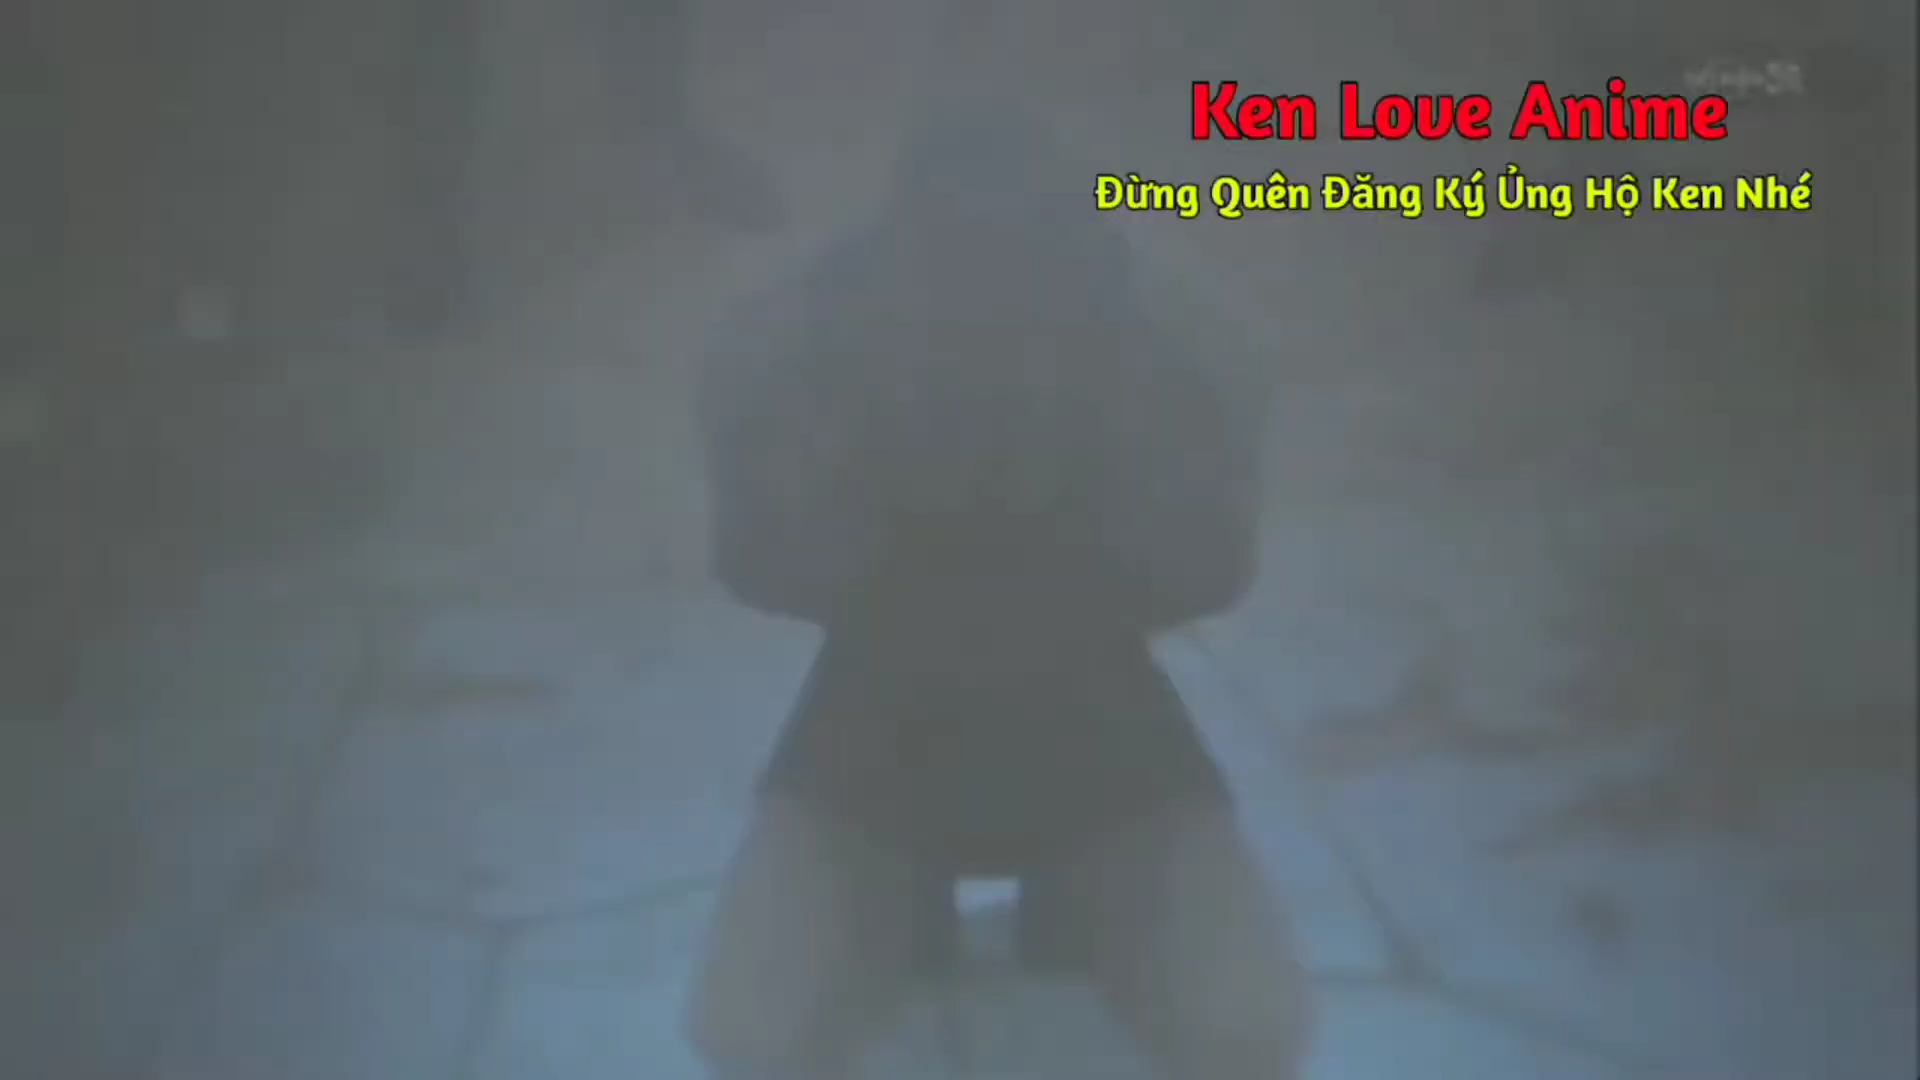 Ken Love Anime
Đừng Quên Đăng Ký Ủng Hộ Ken Nhé